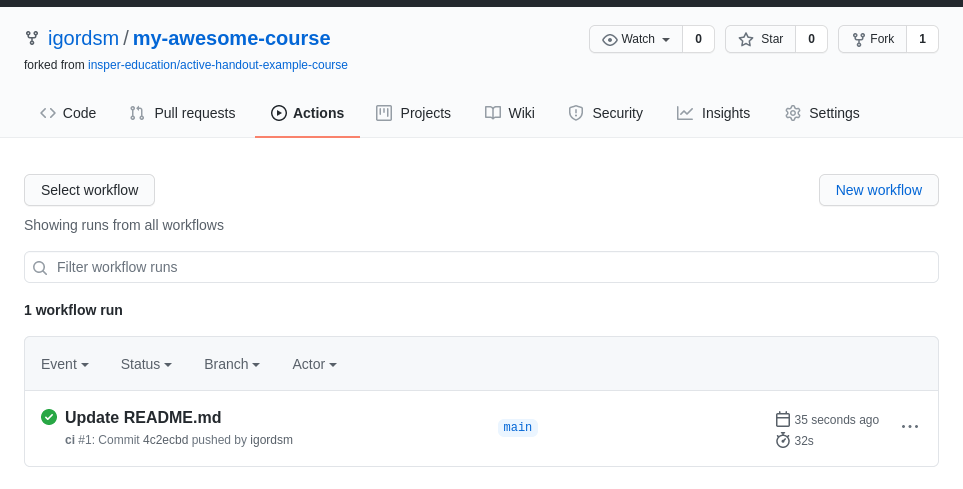 igordsm / my-awesome-course Watch 0 Star 0 Fork 1
forked from insper-education/active-handout-example-course
Code Pull requests Actions Projects Wiki Security Insights Settings
Select workflow New workflow
Showing runs from all workflows
Filter workflow runs
1 workflow run
Event Status Branch Actor
Update README.md
ci #1: Commit 4c2ecbd pushed by igordsm
main
35 seconds ago
32s